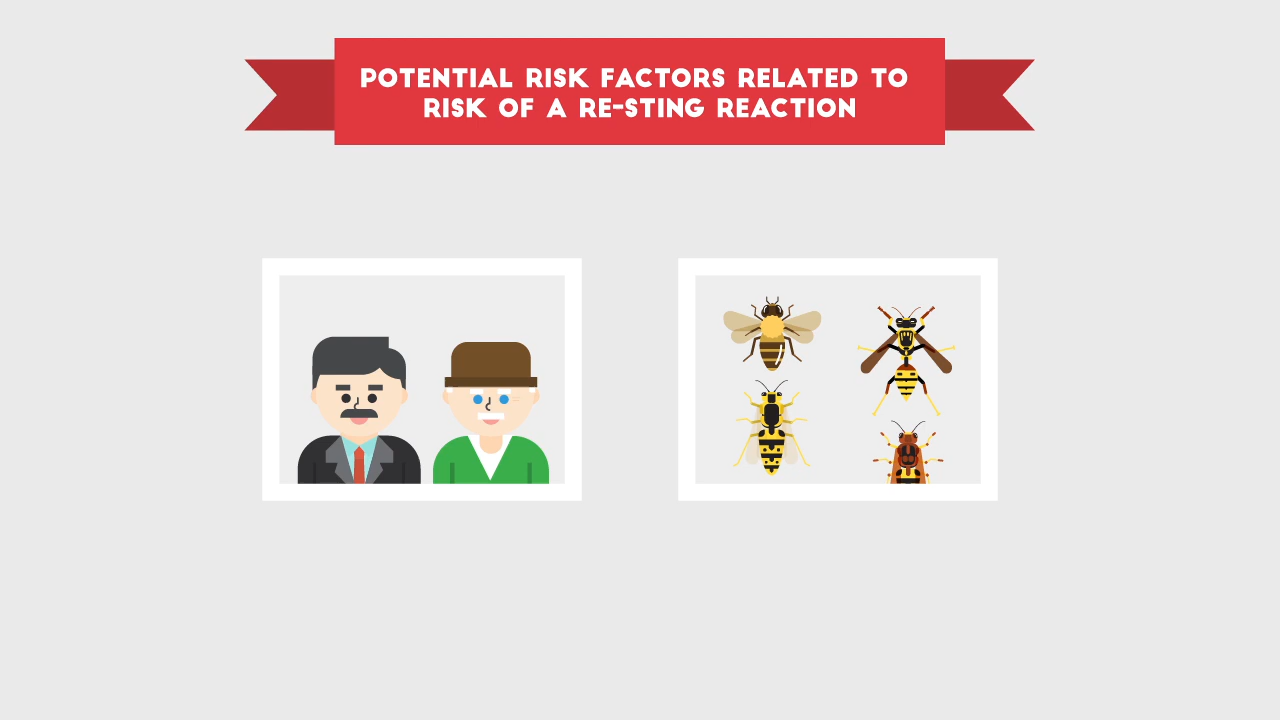 POTENTIAL RISK FACTORS RELATED TO
RISK OF A RE-STING REACTION